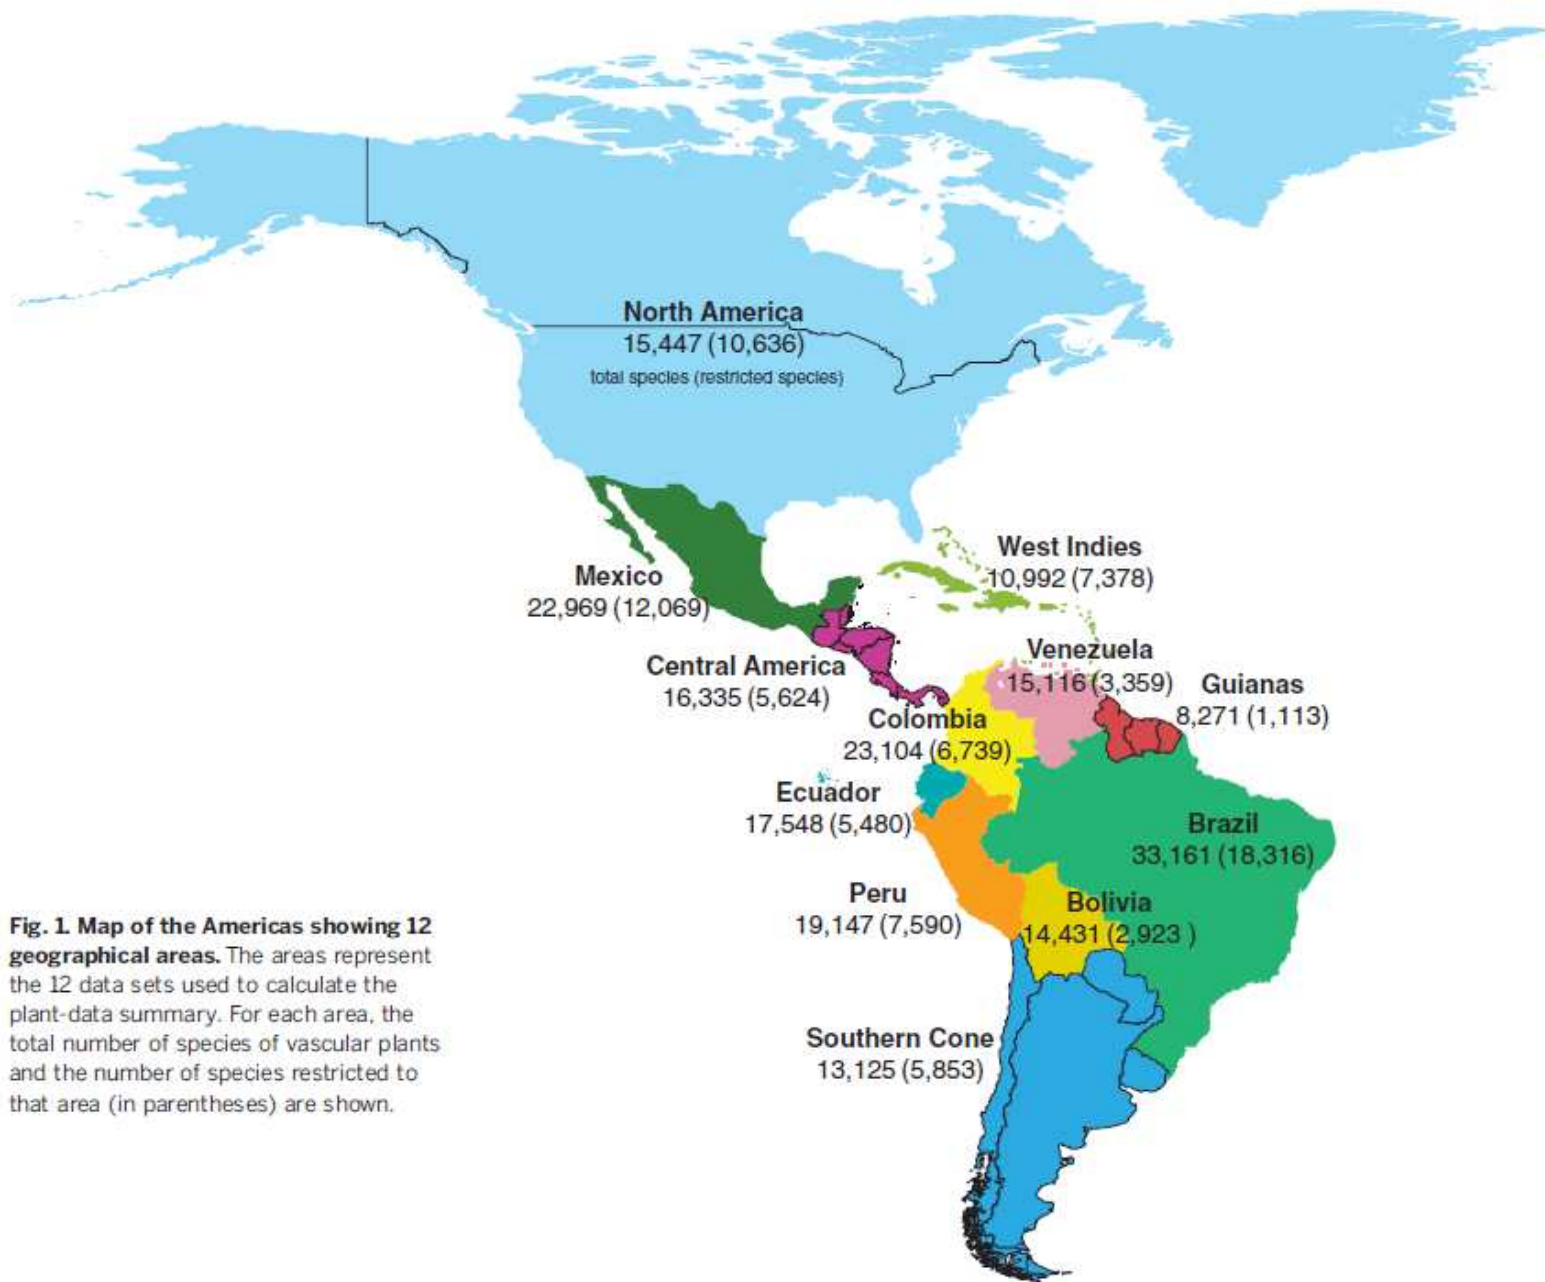 North America
15,447 (10,636)
total species (restricted species)
West Indies
10,992 (7,378)
Mexico
22,969 (12,069)
Venezuela
15,116 (3,359)
Central America
16,335 (5,624)
Guianas
8,271 (1,113)
Colombia
23,104 (6,739)
Ecuador
17,548 (5,480)
Brazil
33,161 (18,316)
Peru
19,147 (7,590)
Bolivia
14,431 (2,923 )
Southern Cone
13,125 (5,853)
Fig. 1. Map of the Americas showing 12
geographical areas. The areas represent
the 12 data sets used to calculate the
plant-data summary. For each area, the
total number of species of vascular plants
and the number of species restricted to
that area (in parentheses) are shown.